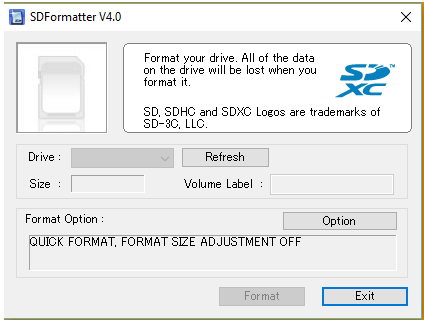 SDFormatter V4.0
Format your drive. All of the data
on the drive will be lost when you
format it.
SD, SDHC and SDXC Logos are trademarks of
SD-3C, LLC.
SD™
XC
Drive :
Refresh
Size :
Volume Label :
Format Option :
Option
QUICK FORMAT, FORMAT SIZE ADJUSTMENT OFF
Format
Exit